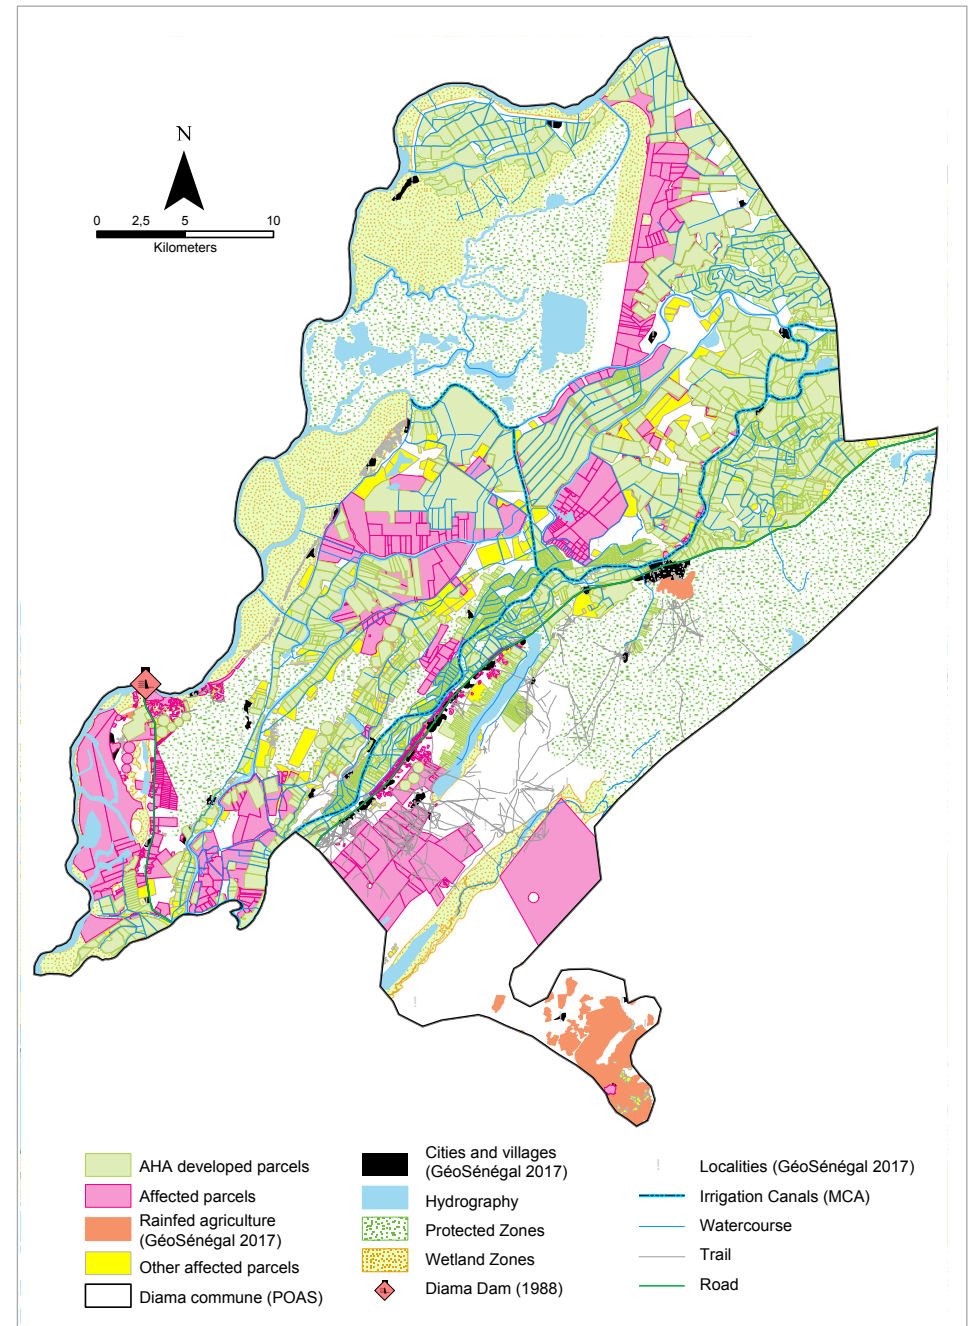 N
0 2,5 5 10
Kilometers
AHA developed parcels
Affected parcels
Rainfed agriculture
(GéoSénégal 2017)
Other affected parcels
Diama commune (POAS)
Cities and villages
(GéoSénégal 2017)
Hydrography
Protected Zones
Wetland Zones
Diama Dam (1988)
Localities (GéoSénégal 2017)
Irrigation Canals (MCA)
Watercourse
Trail
Road